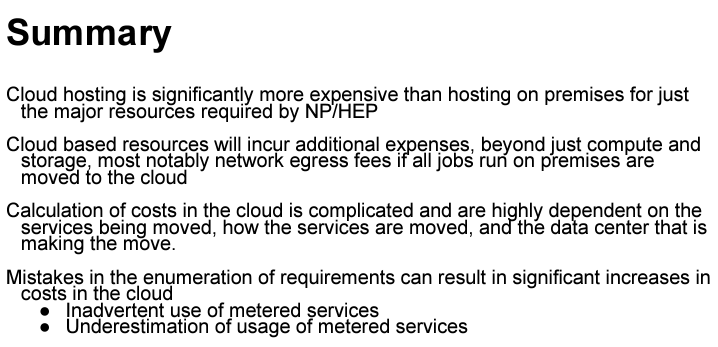 Summary
Cloud hosting is significantly more expensive than hosting on premises for just
the major resources required by NP/HEP
Cloud based resources will incur additional expenses, beyond just compute and
storage, most notably network egress fees if all jobs run on premises are
moved to the cloud
Calculation of costs in the cloud is complicated and are highly dependent on the
services being moved, how the services are moved, and the data center that is
making the move.
Mistakes in the enumeration of requirements can result in significant increases in
costs in the cloud
● Inadvertent use of metered services
● Underestimation of usage of metered services